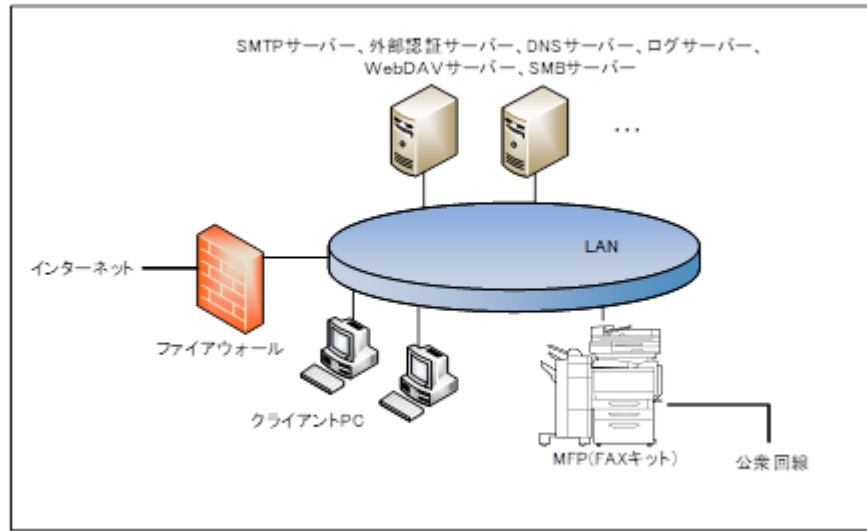 SMTPサーバー、外部認証サーバー、DNSサーバー、ログサーバー、
WebDAVサーバー、SMBサーバー
...
LAN
インターネット
ファイアウォール
クライアントPC
MFP(FAXキット)
公衆回線